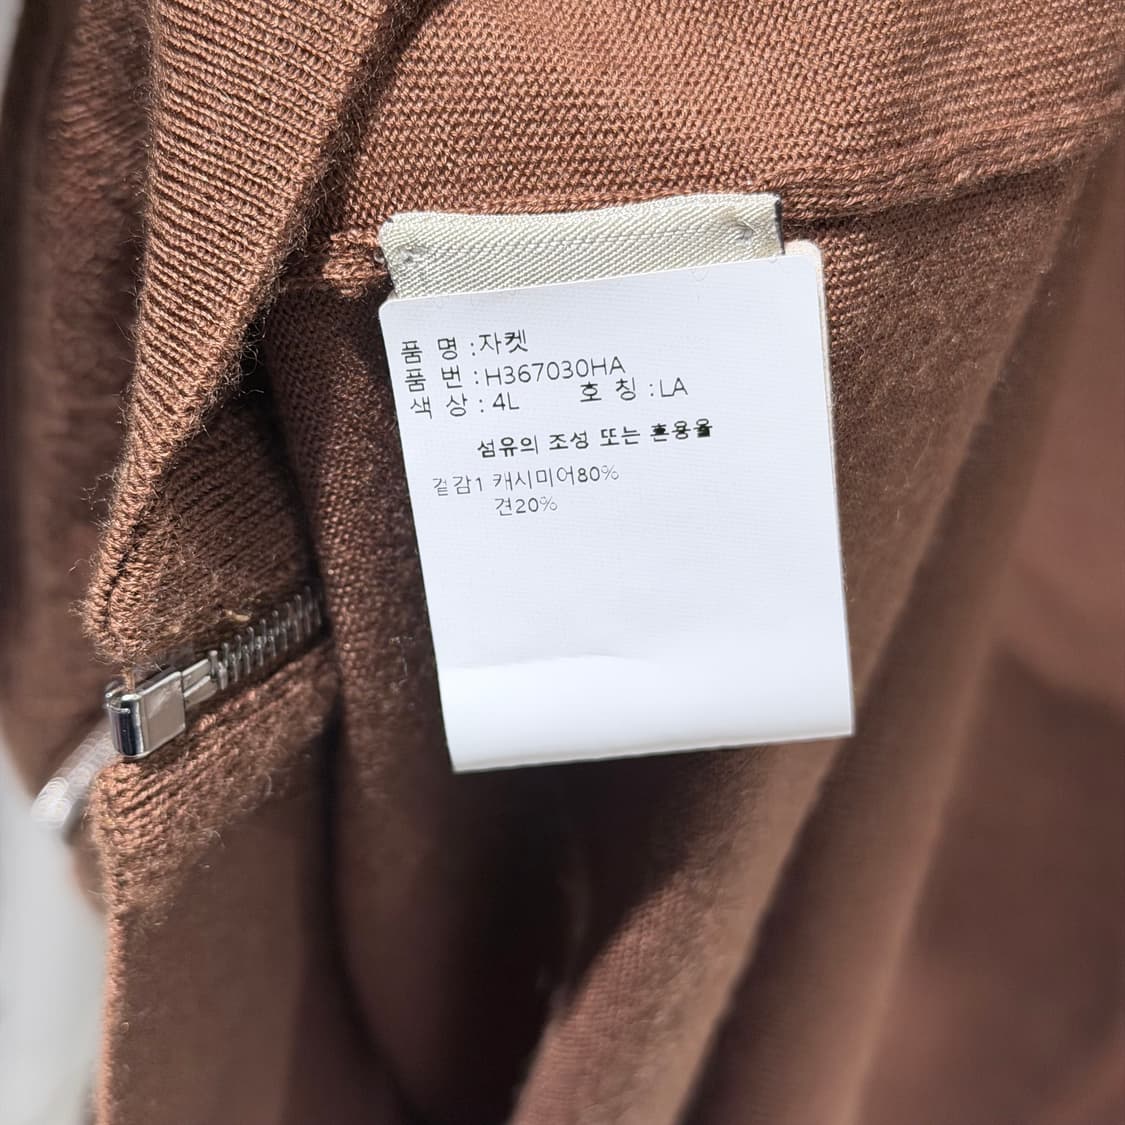 품 명 :자켓
품 번 :H367030HA
색 상 : 4L 호 칭 :LA
섬유의 조성 또는 혼용율
겉감1 캐시미어80%
견20%